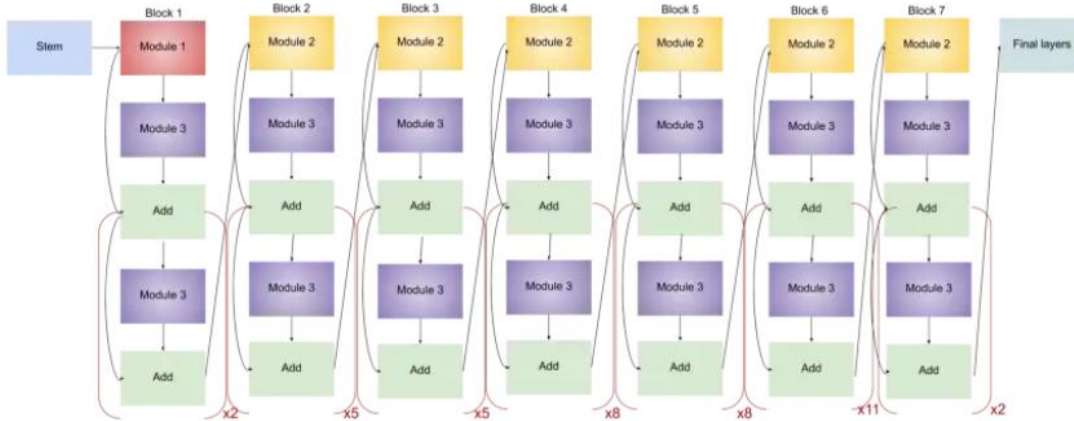 Block 1
Block 2
Block 3
Block 4
Block 5
Block 6
Block 7
Stem
Module 1
Module 2
Module 2
Module 2
Module 2
Module 2
Module 2
Final layers
Module 3
Module 3
Module 3
Module 3
Module 3
Module 3
Module 3
Add
Add
Add
Add
Add
Add
Add
Module 3
Module 3
Module 3
Module 3
Module 3
Module 3
Module 3
Add
Add
Add
Add
Add
Add
Add
x2
x5
x5
x8
x8
x11
x2